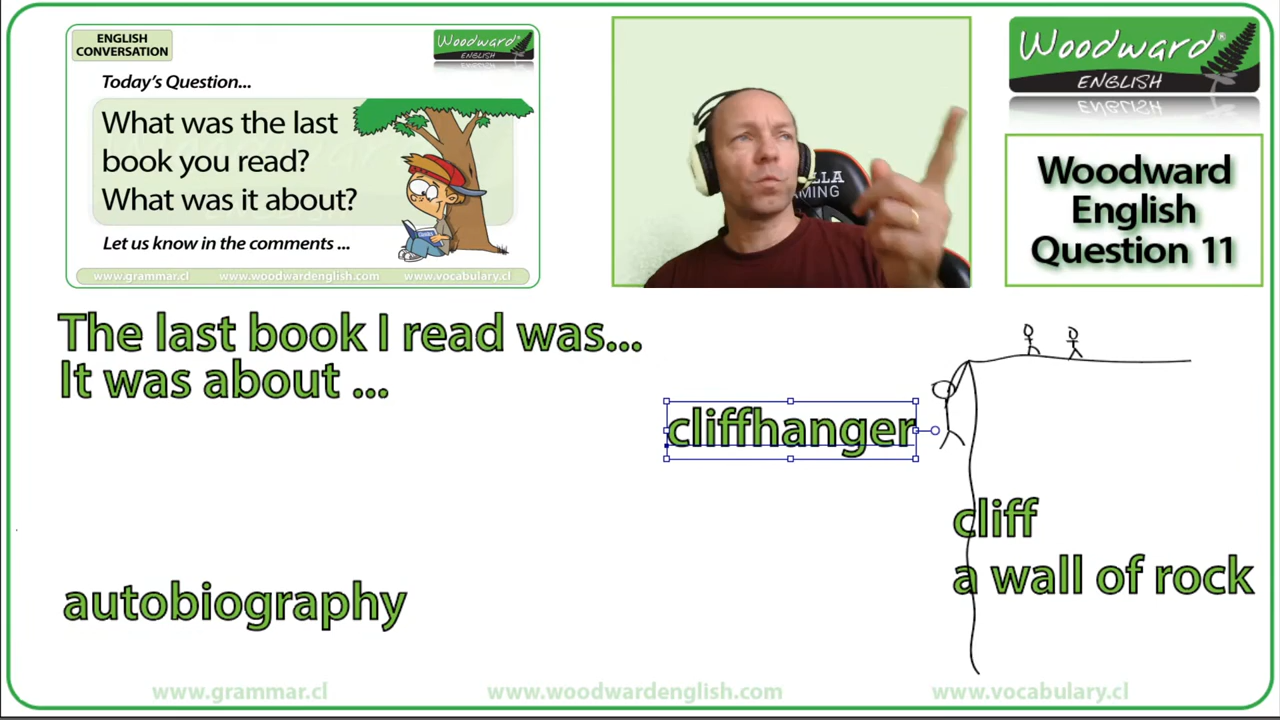 ENGLISH
CONVERSATION
Woodward
ENGLISH
Today's Question...
What was the last
book you read?
What was it about?
Let us know in the comments ...
www.grammar.cl
www.woodwardenglish.com
www.vocabulary.cl
GAMING
Woodward®
ENGLISH
Woodward
English
Question 11
The last book I read was...
It was about ...
cliffhanger
cliff
a wall of rock
autobiography
www.grammar.cl
www.woodwardenglish.com
www.vocabulary.cl